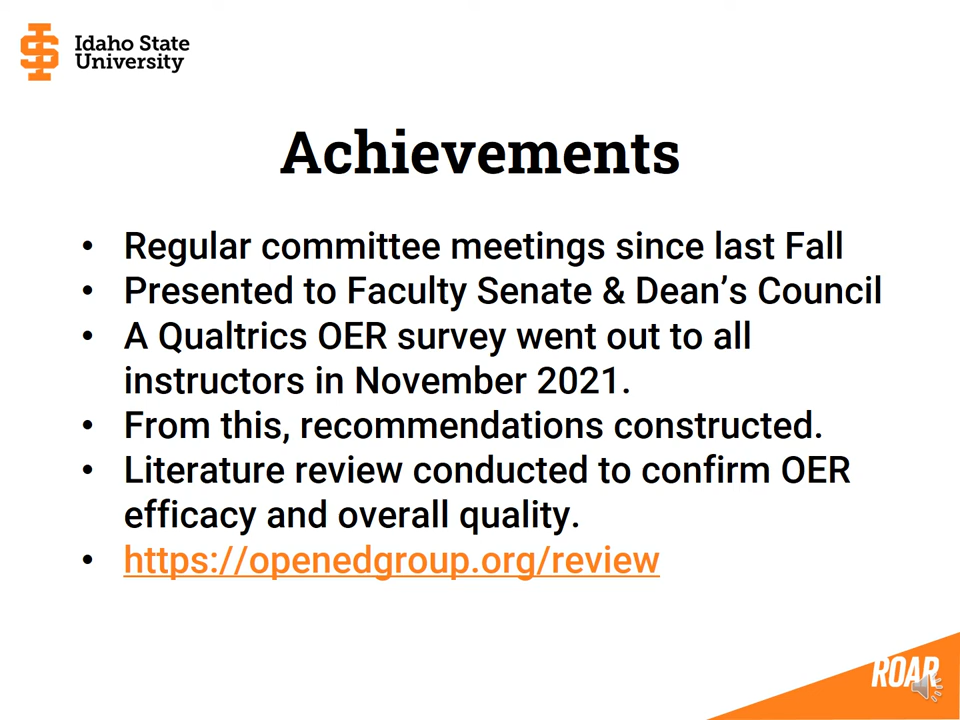 Idaho State
University
Achievements
• Regular committee meetings since last Fall
• Presented to Faculty Senate & Dean’s Council
• A Qualtrics OER survey went out to all
instructors in November 2021.
• From this, recommendations constructed.
• Literature review conducted to confirm OER
efficacy and overall quality.
• https://openedgroup.org/review
ROAR